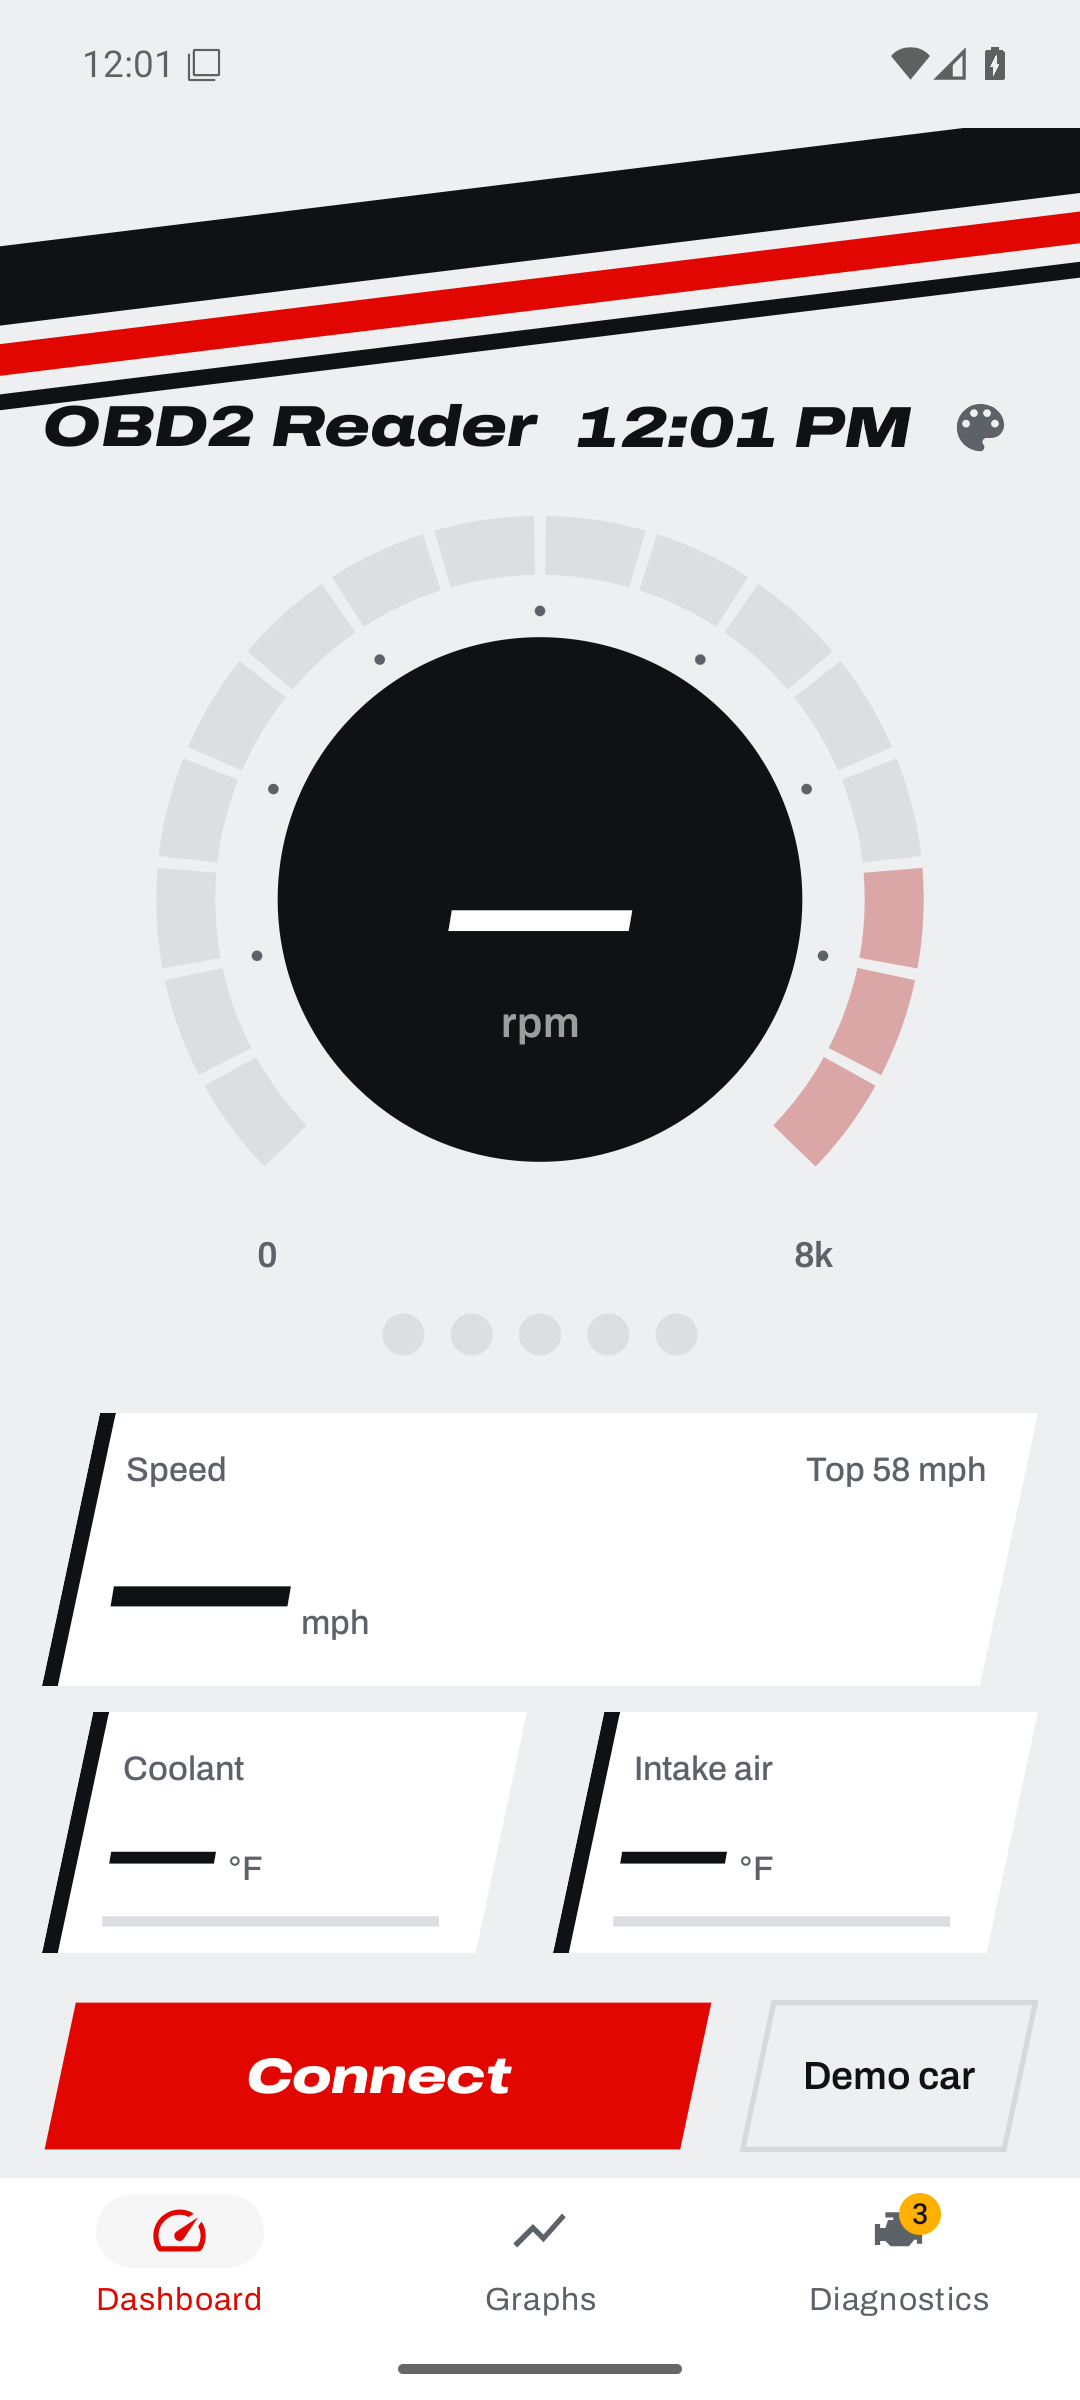 12:01
OBD2 Reader 12:01 PM
—
rpm
0 8k
Speed Top 58 mph
— mph
Coolant Intake air
— °F — °F
Connect Demo car
3
Dashboard Graphs Diagnostics